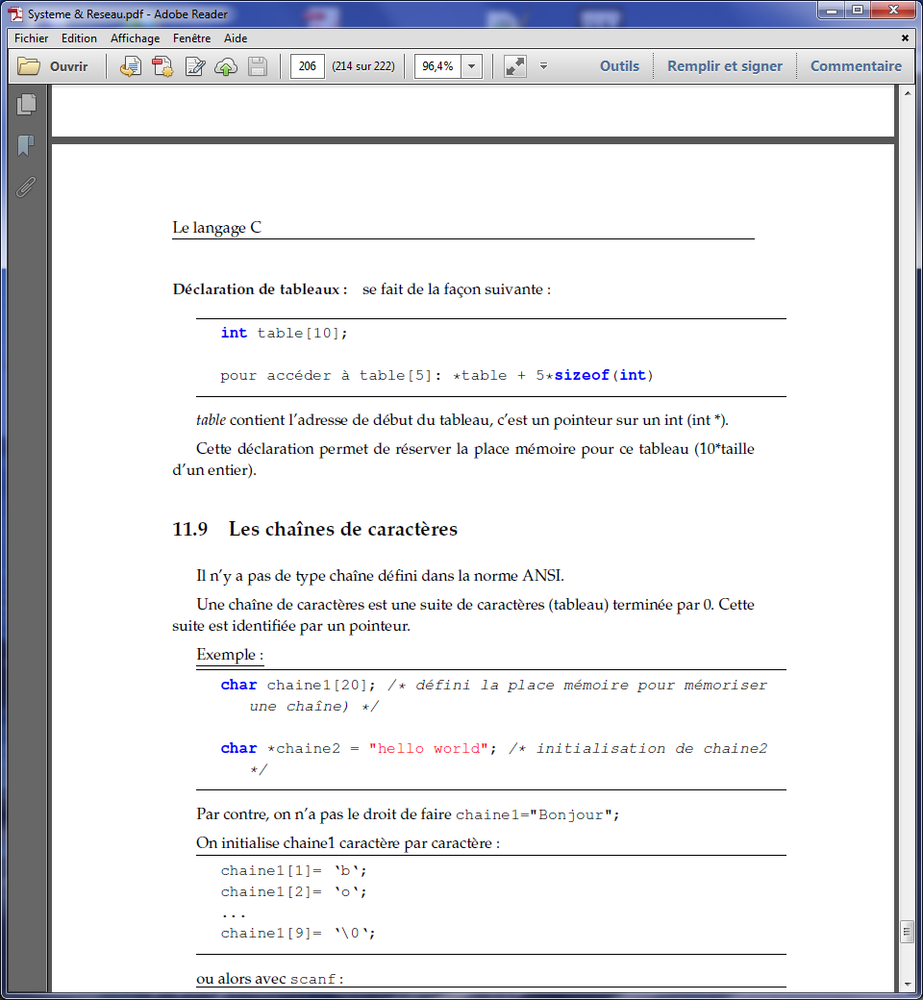 Systeme & Reseau.pdf - Adobe Reader
Fichier Edition Affichage Fenêtre Aide
Ouvrir 206 (214 sur 222) 96,4% Outils Remplir et signer Commentaire
Le langage C
Déclaration de tableaux : se fait de la façon suivante :
int table[10];
pour accéder à table[5]: *table + 5*sizeof(int)
table contient l'adresse de début du tableau, c'est un pointeur sur un int (int *).
Cette déclaration permet de réserver la place mémoire pour ce tableau (10*taille
d'un entier).
11.9 Les chaînes de caractères
Il n'y a pas de type chaîne défini dans la norme ANSI.
Une chaîne de caractères est une suite de caractères (tableau) terminée par 0. Cette
suite est identifiée par un pointeur.
Exemple :
char chaine1[20]; /* défini la place mémoire pour mémoriser
une chaîne) */
char *chaine2 = "hello world"; /* initialisation de chaine2
*/
Par contre, on n'a pas le droit de faire chaine1="Bonjour";
On initialise chaine1 caractère par caractère :
chaine1[1]= ‘b‘;
chaine1[2]= ‘o‘;
...
chaine1[9]= ‘\0‘;
ou alors avec scanf :